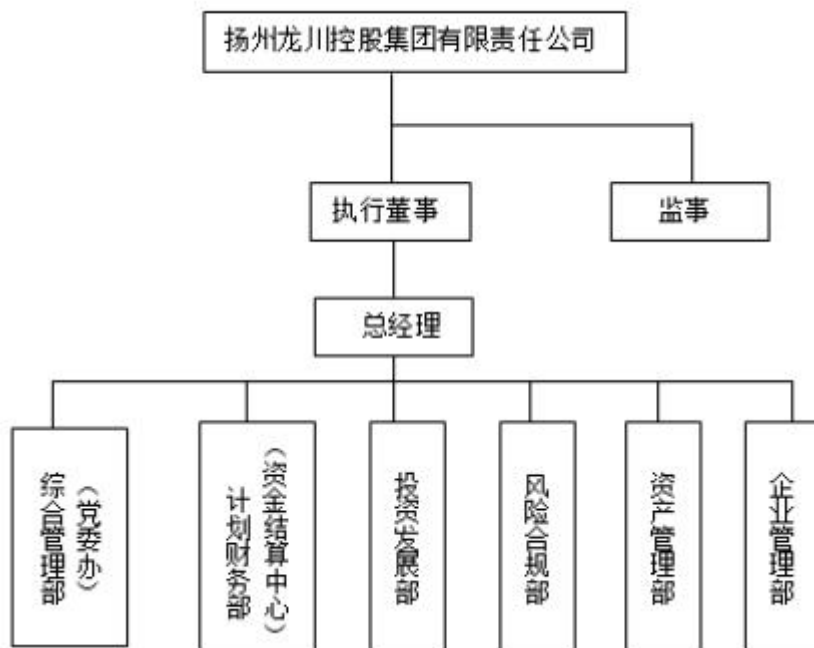 扬州龙川控股集团有限责任公司
执行董事
监事
总经理
综合管理部
（党委办）
计划财务部
（资金结算中心）
投资发展部
风险合规部
资产管理部
企业管理部